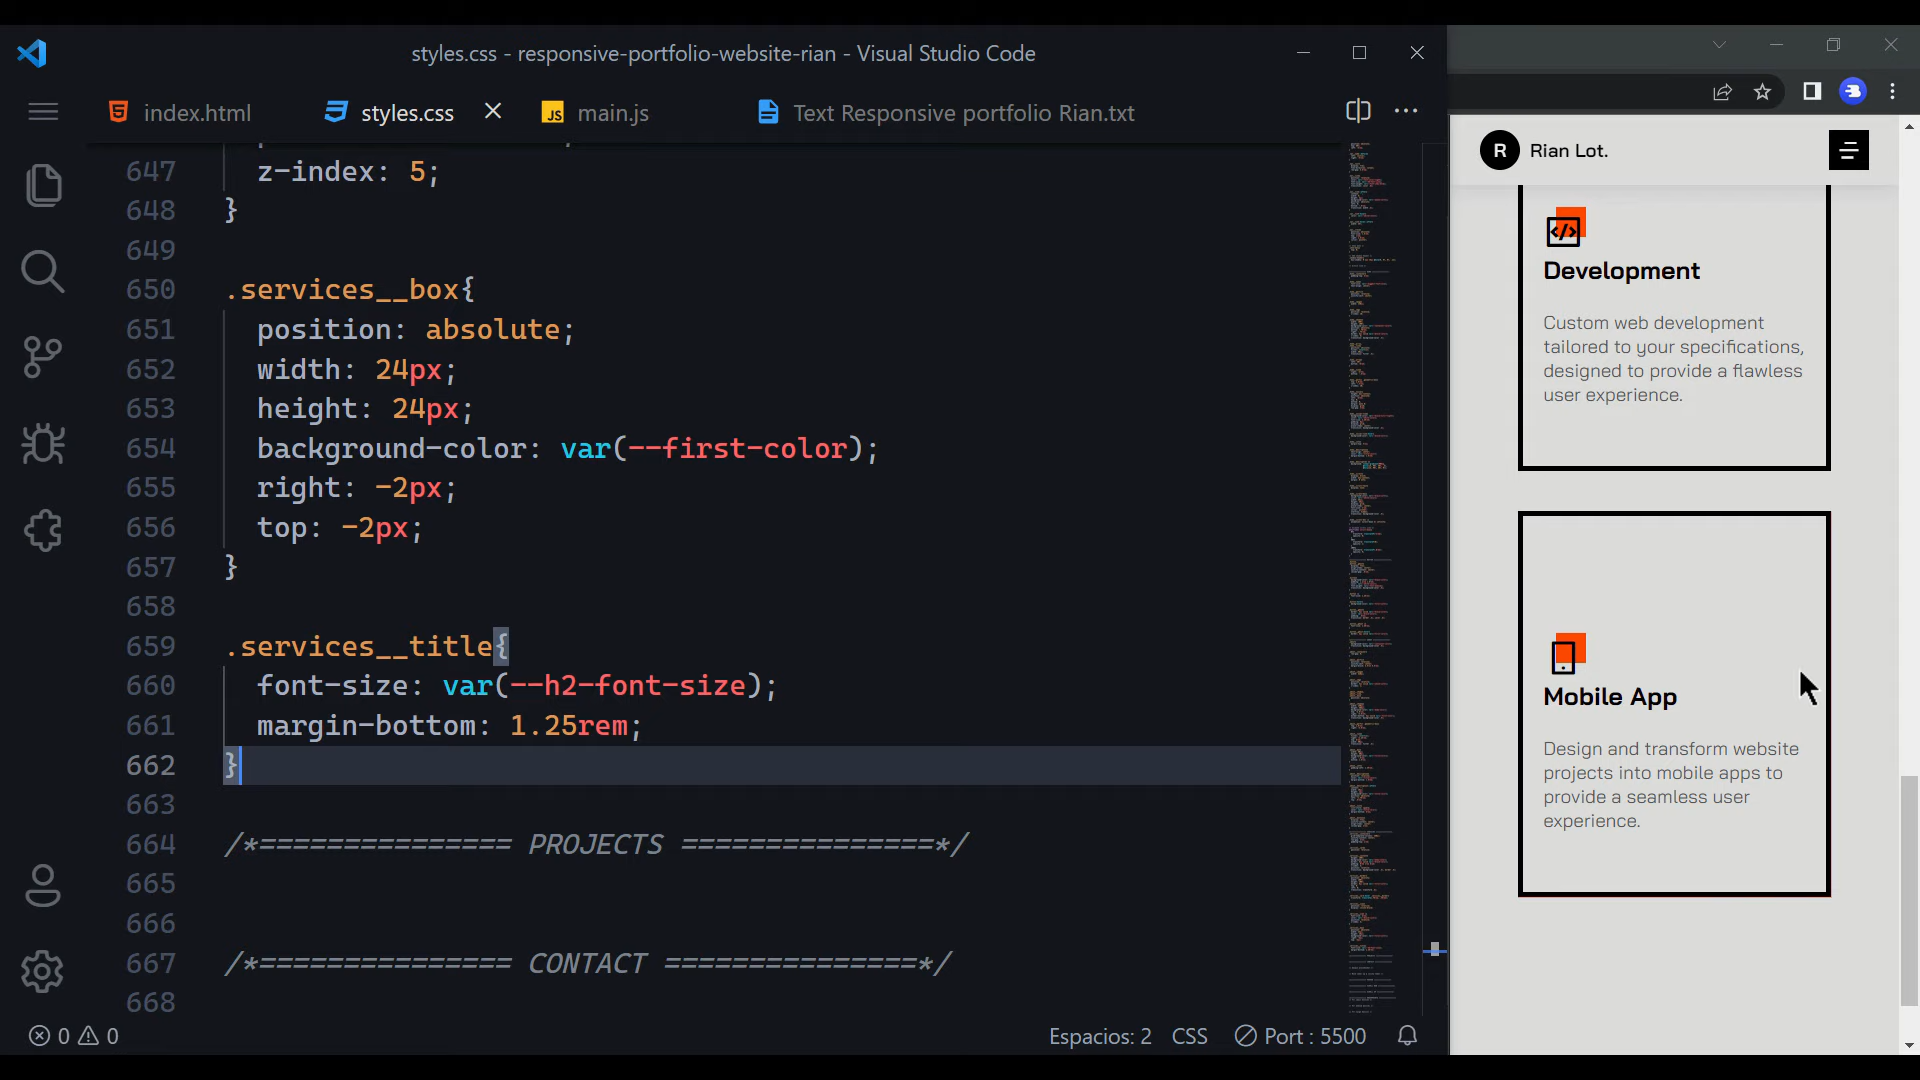 styles.css - responsive-portfolio-website-rian - Visual Studio Code
index.html
styles.css
JS main.js
Text Responsive portfolio Rian.txt
647 z-index: 5;
648 }
649
650 .services__box{
651 position: absolute;
652 width: 24px;
653 height: 24px;
654 background-color: var(--first-color);
655 right: -2px;
656 top: -2px;
657 }
658
659 .services__title{
660 font-size: var(--h2-font-size);
661 margin-bottom: 1.25rem;
662 }
663
664 /*=============== PROJECTS ===============*/
665
666
667 /*=============== CONTACT ===============*/
668
0 0
Espacios: 2 CSS Port : 5500
R Rian Lot.
Development
Custom web development
tailored to your specifications,
designed to provide a flawless
user experience.
Mobile App
Design and transform website
projects into mobile apps to
provide a seamless user
experience.